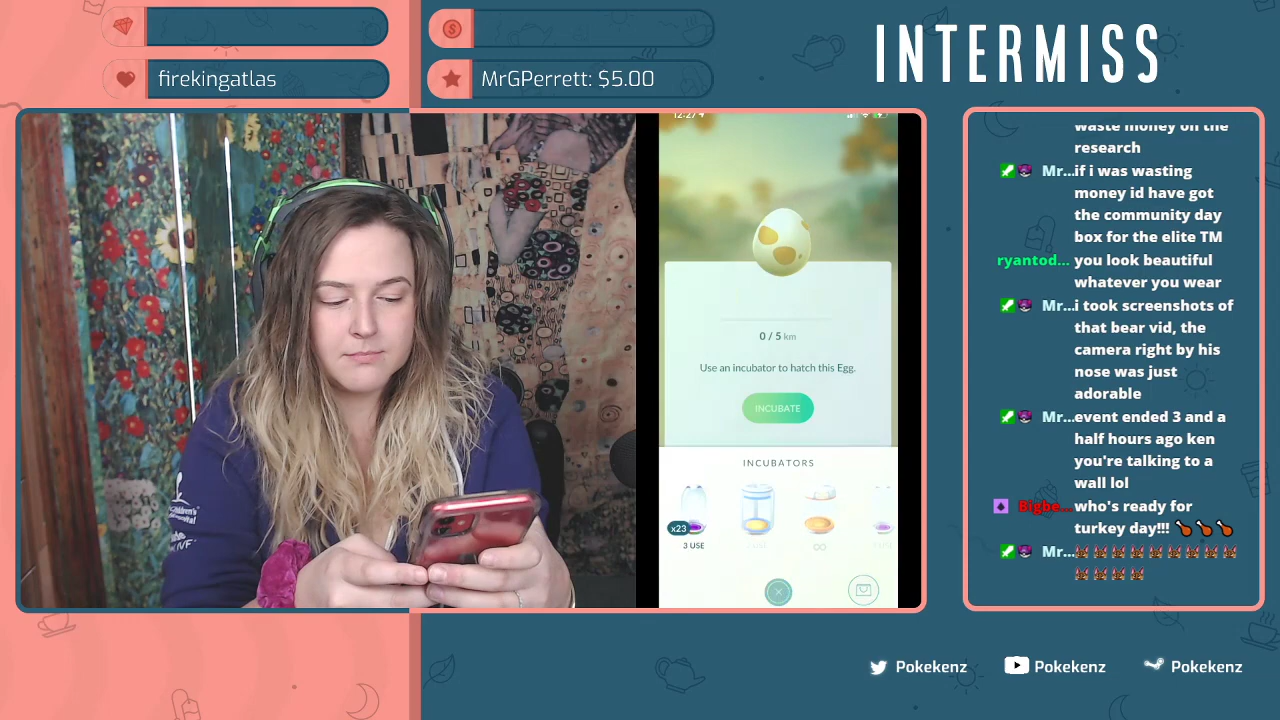 firekingatlas
MrGPerrett: $5.00
INTERMISS
12:27
0 / 5 km
Use an incubator to hatch this Egg.
INCUBATE
INCUBATORS
x23
3 USE
∞
waste money on the
research
Mr... if i was wasting
money id have got
the community day
box for the elite TM
ryantod... you look beautiful
whatever you wear
Mr... i took screenshots of
that bear vid, the
camera right by his
nose was just
adorable
Mr... event ended 3 and a
half hours ago ken
you're talking to a
wall lol
Bigbe... who's ready for
turkey day!!!
Mr...
Pokekenz
Pokekenz
Pokekenz